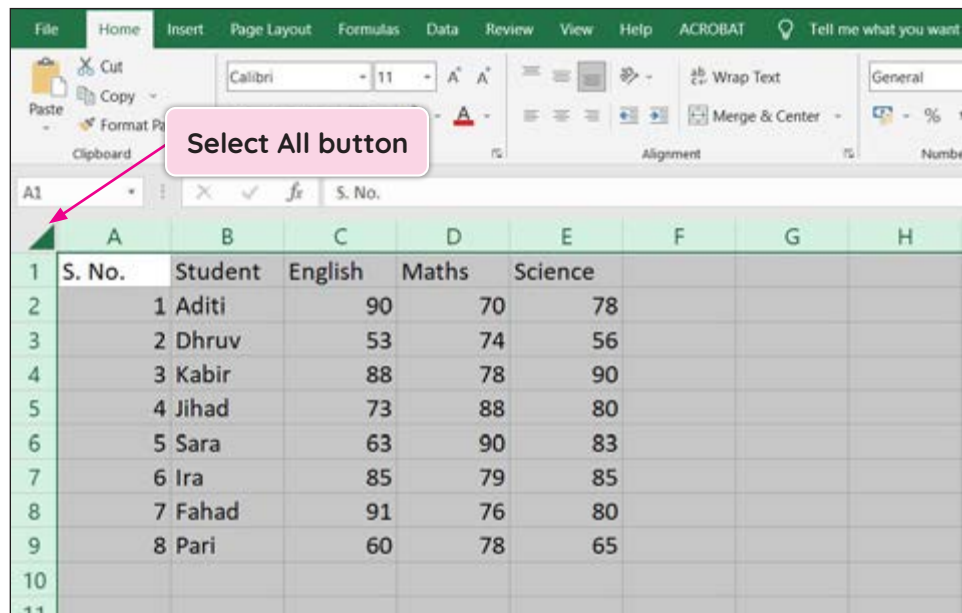 File Home Insert Page Layout Formulas Data Review View Help ACROBAT Tell me what you want
Cut
Copy
Format Pa
Paste
Clipboard
Calibri 11 A A
A
Wrap Text
Merge & Center
Alignment
General
%
Numbe
Select All button
A1 fx S. No.
A B C D E F G H
1 S. No. Student English Maths Science
2 1 Aditi 90 70 78
3 2 Dhruv 53 74 56
4 3 Kabir 88 78 90
5 4 Jihad 73 88 80
6 5 Sara 63 90 83
7 6 Ira 85 79 85
8 7 Fahad 91 76 80
9 8 Pari 60 78 65
10
11